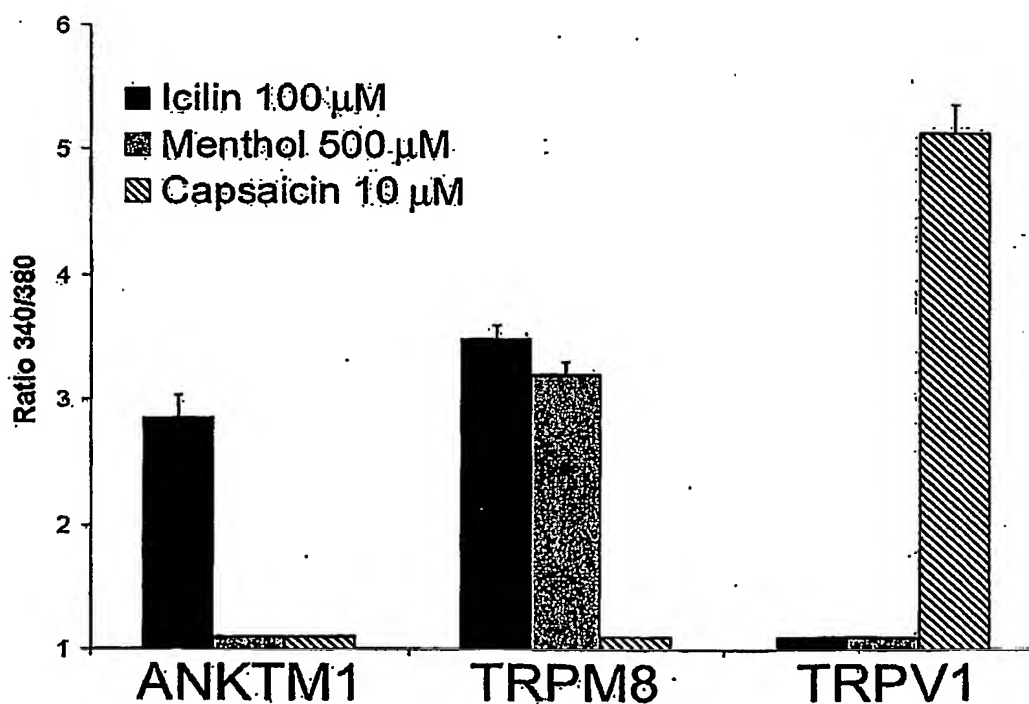 6
5
4
3
2
1
Ratio 340/380
Icilin 100 μM
Menthol 500 μM
Capsaicin 10 μM
ANKTM1 TRPM8 TRPV1